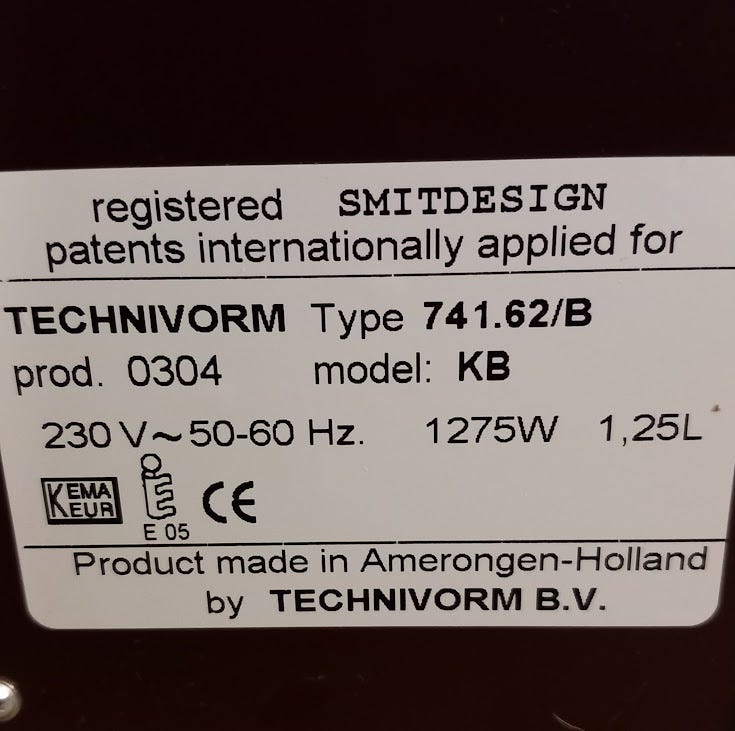 registered SMITDESIGN
patents internationally applied for
TECHNIVORM Type 741.62/B
prod. 0304 model: KB
230 V~50-60 Hz. 1275W 1,25L
KEMA
KEUR
E 05
CE
Product made in Amerongen-Holland
by TECHNIVORM B.V.